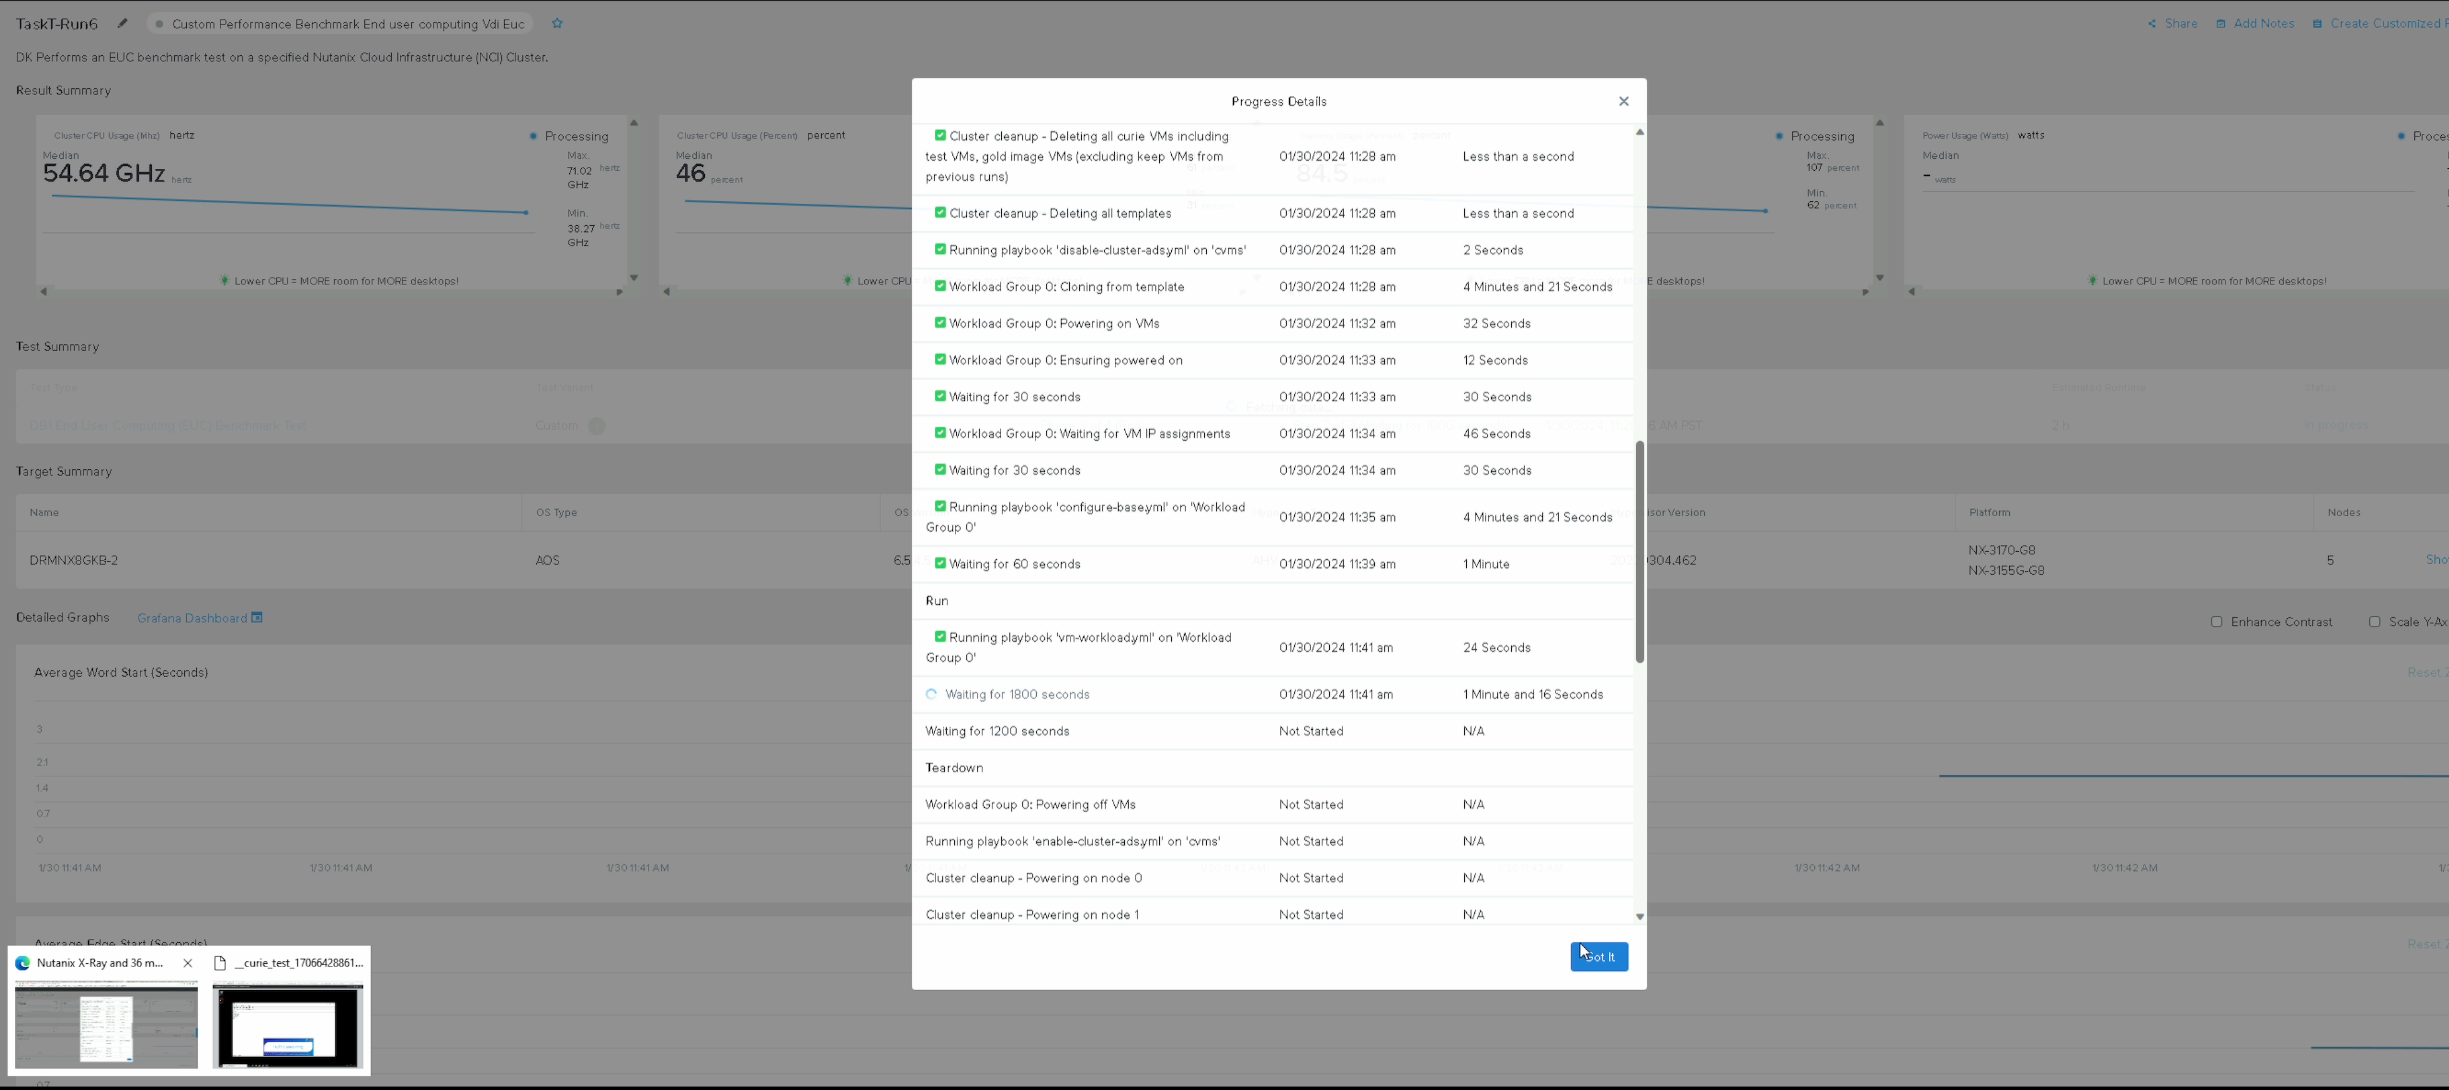 TaskT-Run6 Custom Performance Benchmark End user computing Vdi Euc Share Add Notes Create Customized
DK Performs an EUC benchmark test on a specified Nutanix Cloud Infrastructure (NCI) Cluster.
Result Summary
Cluster CPU Usage (Mhz) hertz
Processing
Median
54.64 GHz hertz
Max.
71.02 hertz
GHz
Min.
38.27 hertz
GHz
Lower CPU = MORE room for MORE desktops!
Cluster CPU Usage (Percent) percent
Median
46 percent
Lower CPU
84.5
Processing
Max.
107 percent
Min.
62 percent
E desktops!
Power Usage (Watts) watts
Proce
Median
- watts
Lower CPU = MORE room for MORE desktops!
Test Summary
Test Type Test Variant Estimated Runtime Status
Custom 2 h In progress
AM PST
Target Summary
Name OS Type OS isor Version Platform Nodes
DRMNX8GKB-2 AOS 6.5 0304.462 NX-3170-G8
NX-3155G-G8
5 Sho
Detailed Graphs Grafana Dashboard Enhance Contrast Scale Y-Ax
Average Word Start (Seconds) Reset Z
3
2.1
1.4
0.7
0
1/30 11:41 AM 1/30 11:41 AM 1/30 11:41 AM 1/30 11:42 AM 1/30 11:42 AM
Average Edge Start (Seconds) Reset Z
0.7
Progress Details
Cluster cleanup - Deleting all curie VMs including
test VMs, gold image VMs (excluding keep VMs from 01/30/2024 11:28 am Less than a second
previous runs)
Cluster cleanup - Deleting all templates 01/30/2024 11:28 am Less than a second
Running playbook 'disable-cluster-ads.yml' on 'cvms' 01/30/2024 11:28 am 2 Seconds
Workload Group 0: Cloning from template 01/30/2024 11:28 am 4 Minutes and 21 Seconds
Workload Group 0: Powering on VMs 01/30/2024 11:32 am 32 Seconds
Workload Group 0: Ensuring powered on 01/30/2024 11:33 am 12 Seconds
Waiting for 30 seconds 01/30/2024 11:33 am 30 Seconds
Workload Group 0: Waiting for VM IP assignments 01/30/2024 11:34 am 46 Seconds
Waiting for 30 seconds 01/30/2024 11:34 am 30 Seconds
Running playbook 'configure-base.yml' on 'Workload
Group 0' 01/30/2024 11:35 am 4 Minutes and 21 Seconds
Waiting for 60 seconds 01/30/2024 11:39 am 1 Minute
Run
Running playbook 'vm-workload.yml' on 'Workload
Group 0' 01/30/2024 11:41 am 24 Seconds
Waiting for 1800 seconds 01/30/2024 11:41 am 1 Minute and 16 Seconds
Waiting for 1200 seconds Not Started N/A
Teardown
Workload Group 0: Powering off VMs Not Started N/A
Running playbook 'enable-cluster-ads.yml' on 'cvms' Not Started N/A
Cluster cleanup - Powering on node 0 Not Started N/A
Cluster cleanup - Powering on node 1 Not Started N/A
Got It
Nutanix X-Ray and 36 m... __curie_test_17066428861...